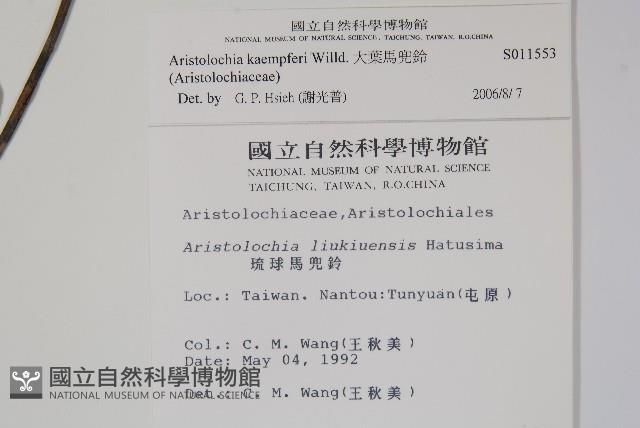 國立自然科學博物館
NATIONAL MUSEUM OF NATURAL SCIENCE, TAICHUNG, TAIWAN, R.O.CHINA
Aristolochia kaempferi Willd. 大葉馬兜鈴 S011553
(Aristolochiaceae)
Det. by G. P. Hsieh (謝光普) 2006/8/ 7
國立自然科學博物館
NATIONAL MUSEUM OF NATURAL SCIENCE
TAICHUNG, TAIWAN, R.O.CHINA
Aristolochiaceae,Aristolochiales
Aristolochia liukiuensis Hatusima
琉球馬兜鈴
Loc.: Taiwan. Nantou:Tunyuan(屯原)
Col.: C. M. Wang(王秋美)
Date: May 04, 1992
Det.: C. M. Wang(王秋美)
國立自然科學博物館
NATIONAL MUSEUM OF NATURAL SCIENCE